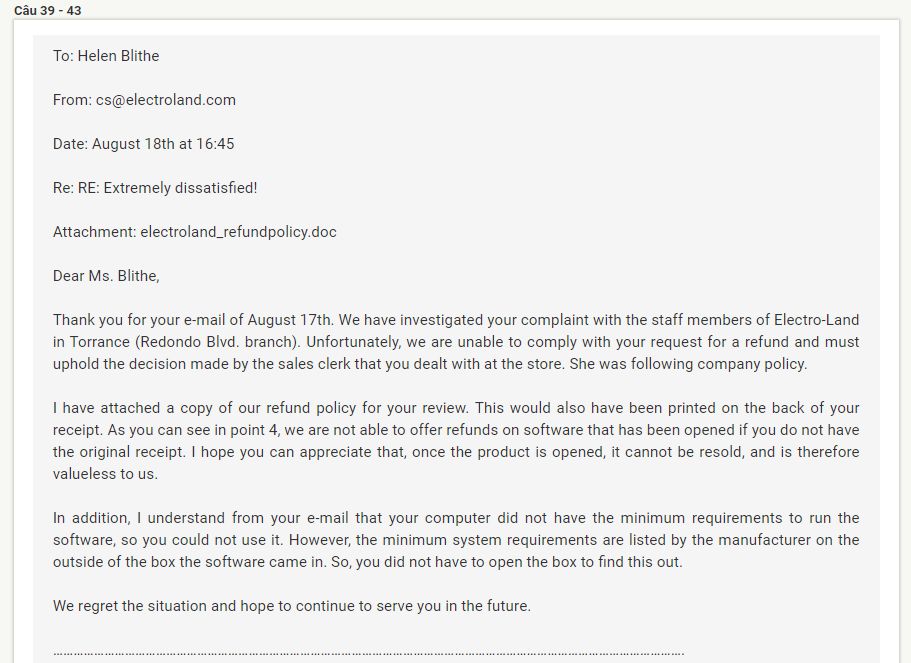 Câu 39 - 43
To: Helen Blithe
From: cs@electroland.com
Date: August 18th at 16:45
Re: RE: Extremely dissatisfied!
Attachment: electroland_refundpolicy.doc
Dear Ms. Blithe,
Thank you for your e-mail of August 17th. We have investigated your complaint with the staff members of Electro-Land
in Torrance (Redondo Blvd. branch). Unfortunately, we are unable to comply with your request for a refund and must
uphold the decision made by the sales clerk that you dealt with at the store. She was following company policy.
I have attached a copy of our refund policy for your review. This would also have been printed on the back of your
receipt. As you can see in point 4, we are not able to offer refunds on software that has been opened if you do not have
the original receipt. I hope you can appreciate that, once the product is opened, it cannot be resold, and is therefore
valueless to us.
In addition, I understand from your e-mail that your computer did not have the minimum requirements to run the
software, so you could not use it. However, the minimum system requirements are listed by the manufacturer on the
outside of the box the software came in. So, you did not have to open the box to find this out.
We regret the situation and hope to continue to serve you in the future.